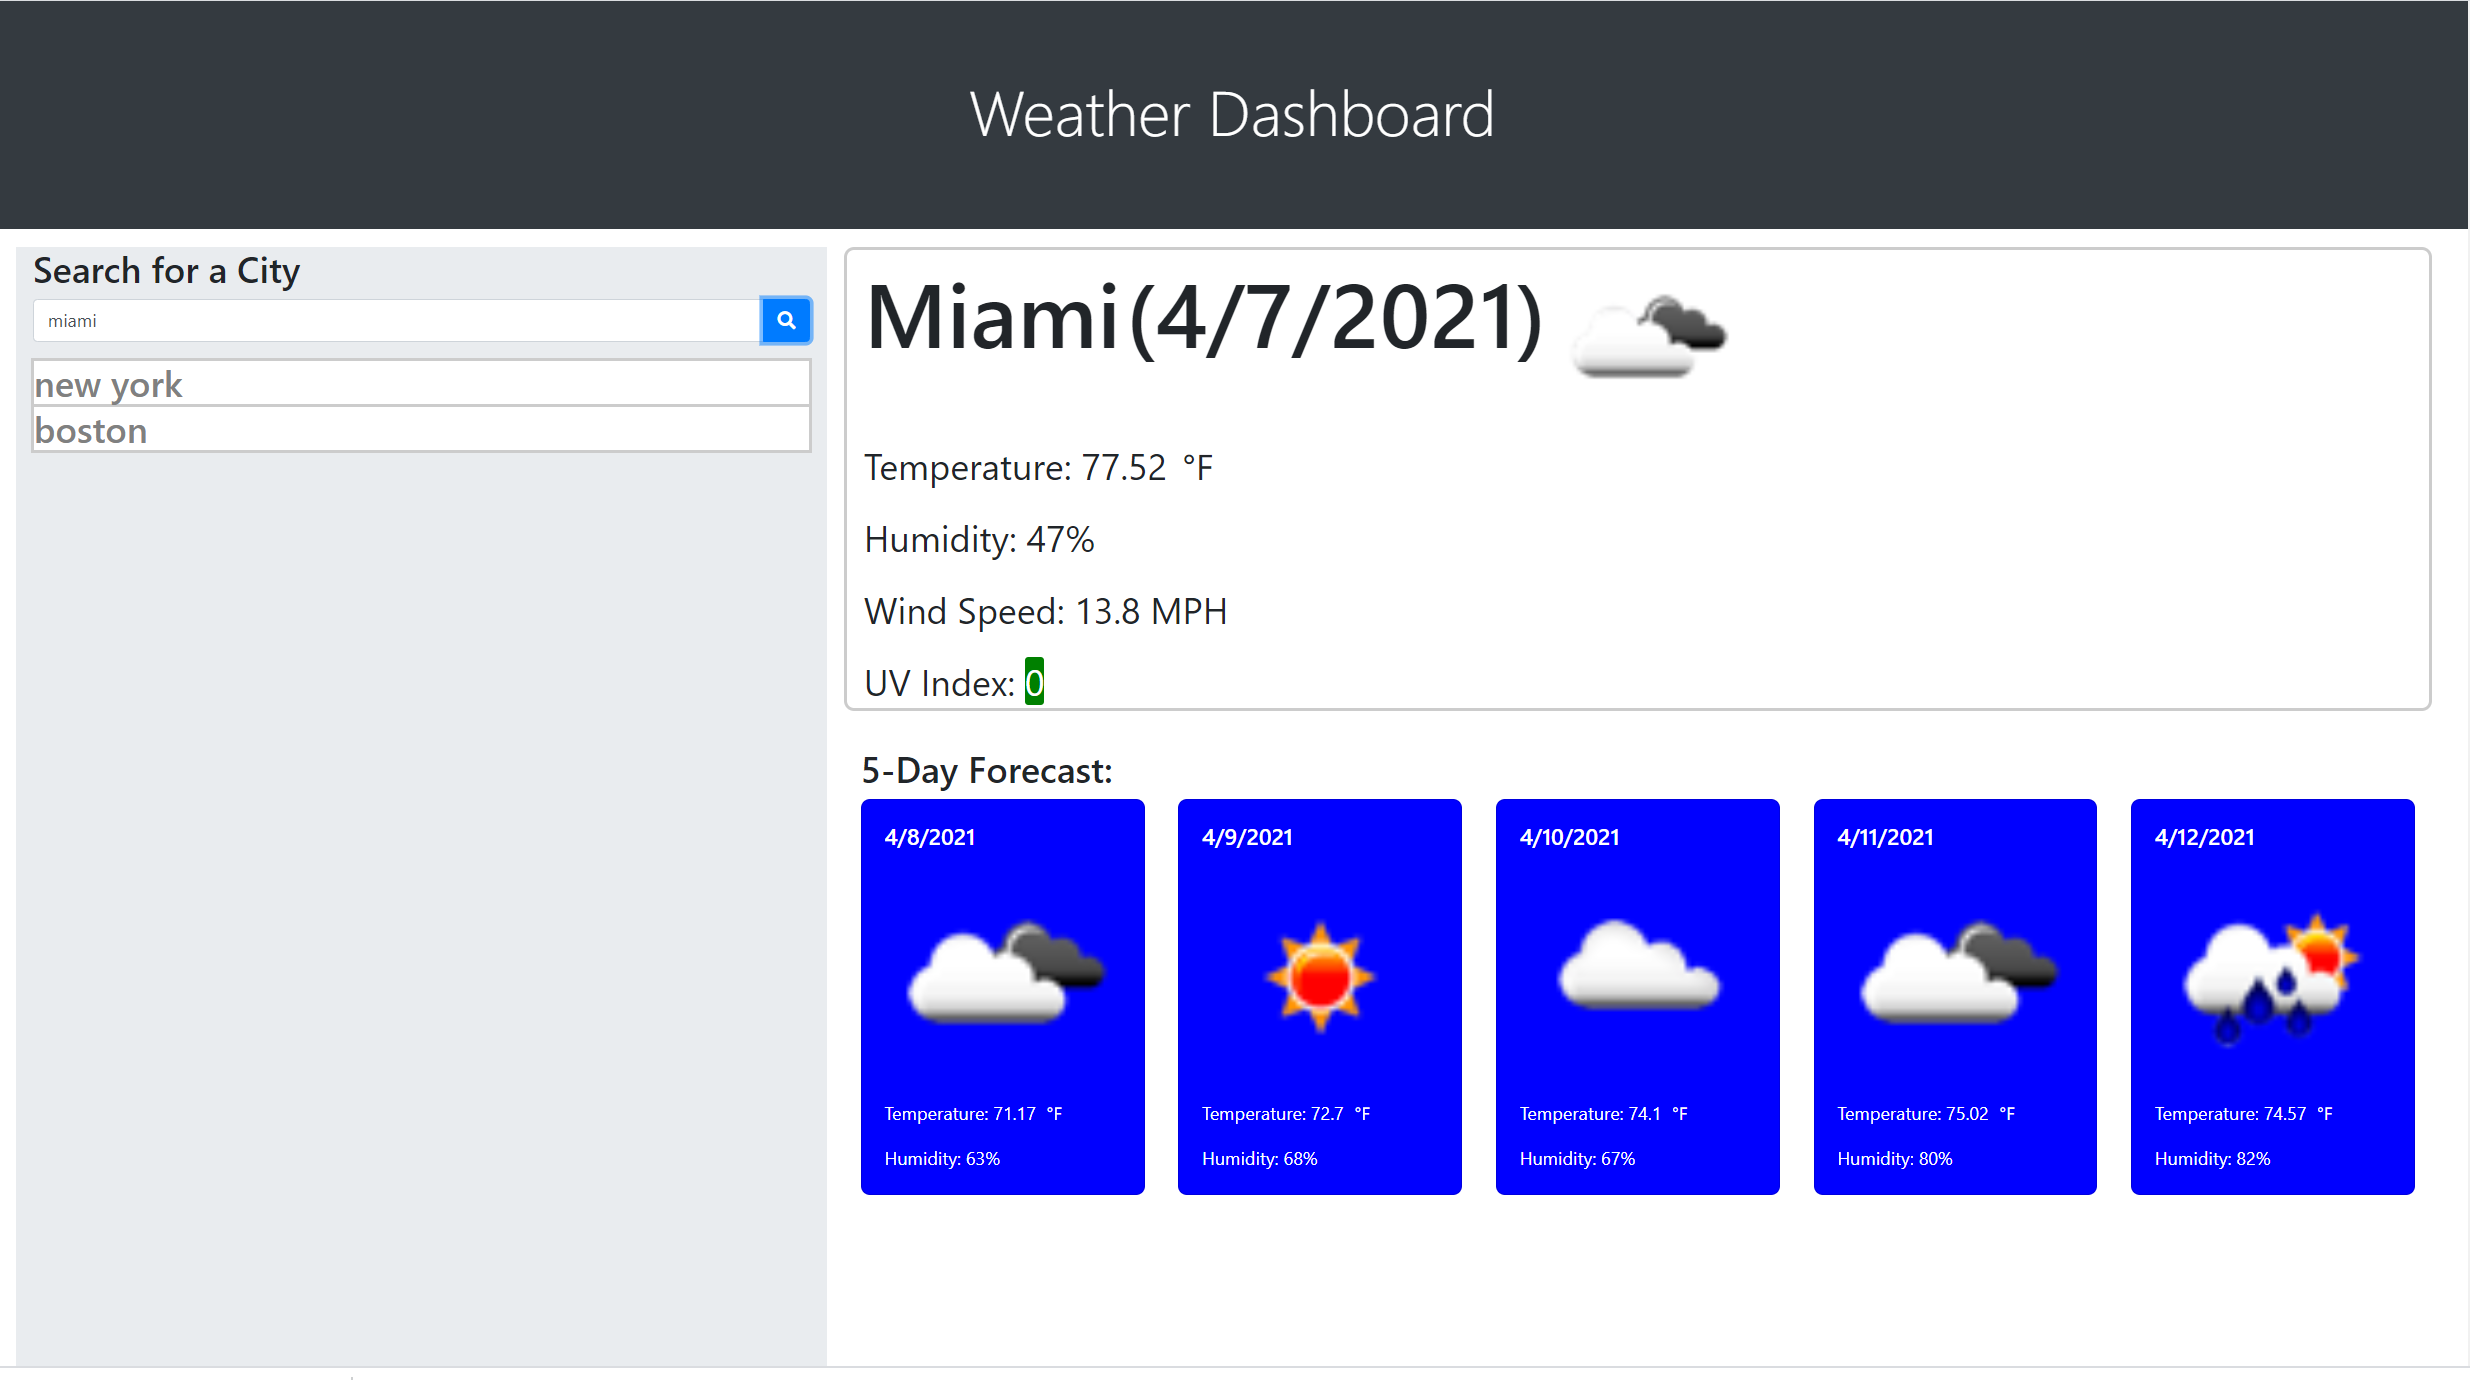 Weather Dashboard
Search for a City
miami
new york
boston
Miami(4/7/2021)
Temperature: 77.52 °F
Humidity: 47%
Wind Speed: 13.8 MPH
UV Index: 0
5-Day Forecast:
4/8/2021
Temperature: 71.17 °F
Humidity: 63%
4/9/2021
Temperature: 72.7 °F
Humidity: 68%
4/10/2021
Temperature: 74.1 °F
Humidity: 67%
4/11/2021
Temperature: 75.02 °F
Humidity: 80%
4/12/2021
Temperature: 74.57 °F
Humidity: 82%